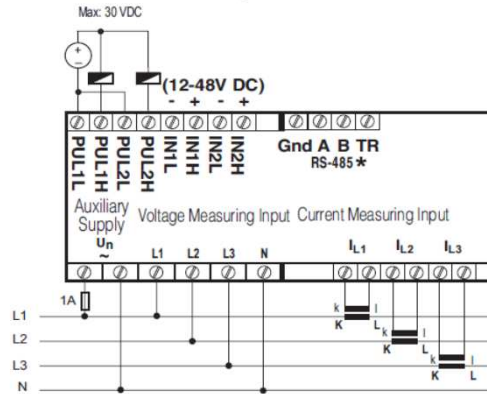 Max: 30 VDC
+
-
(12-48V DC)
- + - +
PUL1L PUL1H PUL2L PUL2H IN1L IN1H IN2L IN2H
Gnd A B TR
RS-485 *
Auxiliary Supply
Un
~
Voltage Measuring Input
L1 L2 L3 N
Current Measuring Input
IL1 IL2 IL3
1A
L1
L2
L3
N
k l
K L
k l
K L
k l
K L